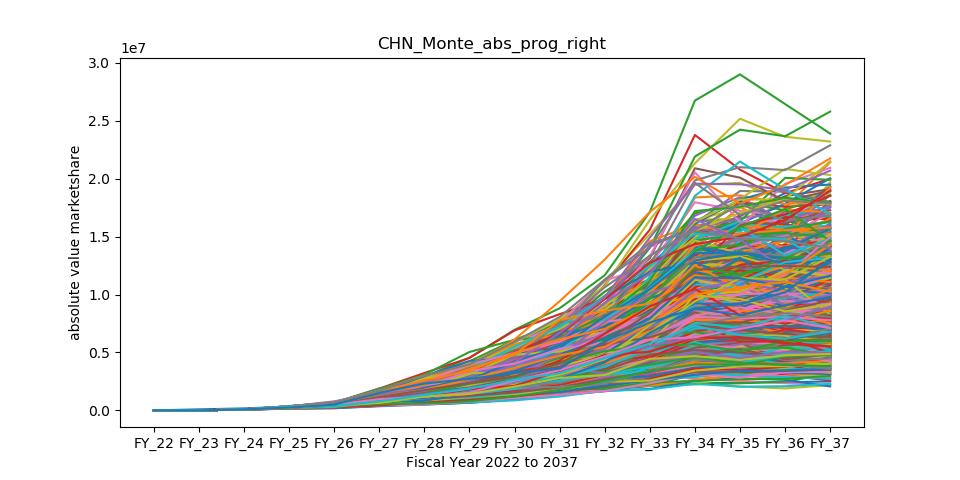 CHN_Monte_abs_prog_right
1e7
3.0
2.5
2.0
1.5
1.0
0.5
0.0
absolute value marketshare
FY_22 FY_23 FY_24 FY_25 FY_26 FY_27 FY_28 FY_29 FY_30 FY_31 FY_32 FY_33 FY_34 FY_35 FY_36 FY_37
Fiscal Year 2022 to 2037